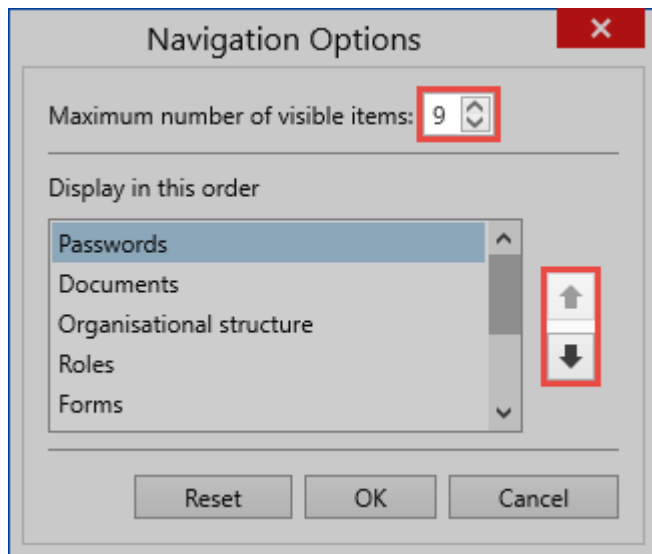 Navigation Options
Maximum number of visible items: 9
Display in this order
Passwords
Documents
Organisational structure
Roles
Forms
Reset OK Cancel